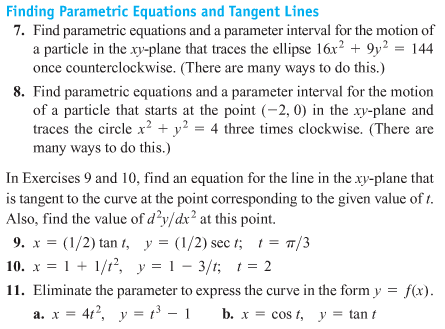 Finding Parametric Equations and Tangent Lines
7. Find parametric equations and a parameter interval for the motion of
a particle in the xy-plane that traces the ellipse 16x² + 9y² = 144
once counterclockwise. (There are many ways to do this.)
8. Find parametric equations and a parameter interval for the motion
of a particle that starts at the point (−2, 0) in the xy-plane and
traces the circle x² + y² = 4 three times clockwise. (There are
many ways to do this.)
In Exercises 9 and 10, find an equation for the line in the xy-plane that
is tangent to the curve at the point corresponding to the given value of t.
Also, find the value of d²y/dx² at this point.
9. x = (1/2) tan t, y = (1/2) sec t; t = π/3
10. x = 1 + 1/t², y = 1 − 3/t; t = 2
11. Eliminate the parameter to express the curve in the form y = f(x).
a. x = 4t², y = t³ − 1 b. x = cos t, y = tan t